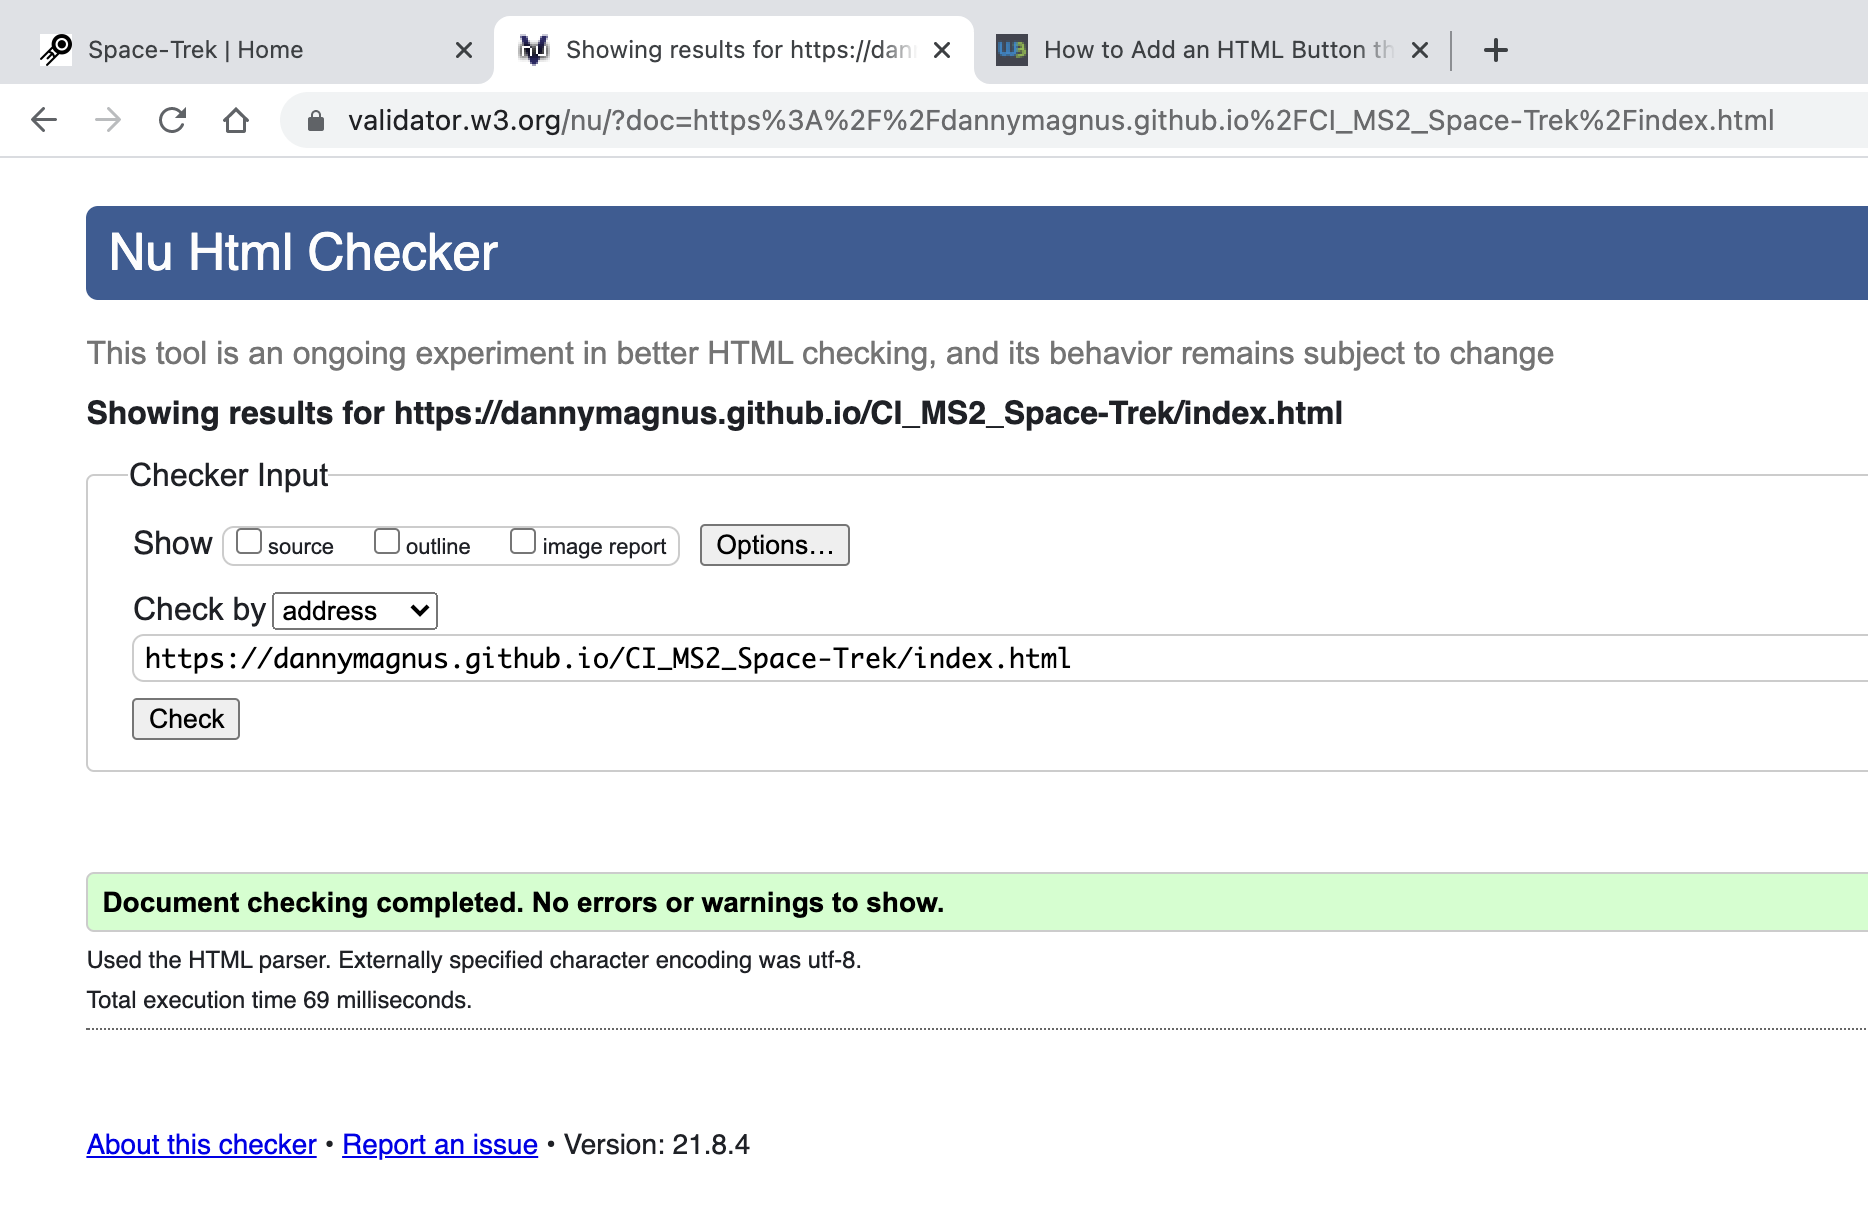 Space-Trek | Home
Showing results for https://dan
How to Add an HTML Button th
validator.w3.org/nu/?doc=https%3A%2F%2Fdannymagnus.github.io%2FCI_MS2_Space-Trek%2Findex.html
Nu Html Checker
This tool is an ongoing experiment in better HTML checking, and its behavior remains subject to change
Showing results for https://dannymagnus.github.io/CI_MS2_Space-Trek/index.html
Checker Input
Show source outline image report Options...
Check by address
https://dannymagnus.github.io/CI_MS2_Space-Trek/index.html
Check
Document checking completed. No errors or warnings to show.
Used the HTML parser. Externally specified character encoding was utf-8.
Total execution time 69 milliseconds.
About this checker • Report an issue • Version: 21.8.4